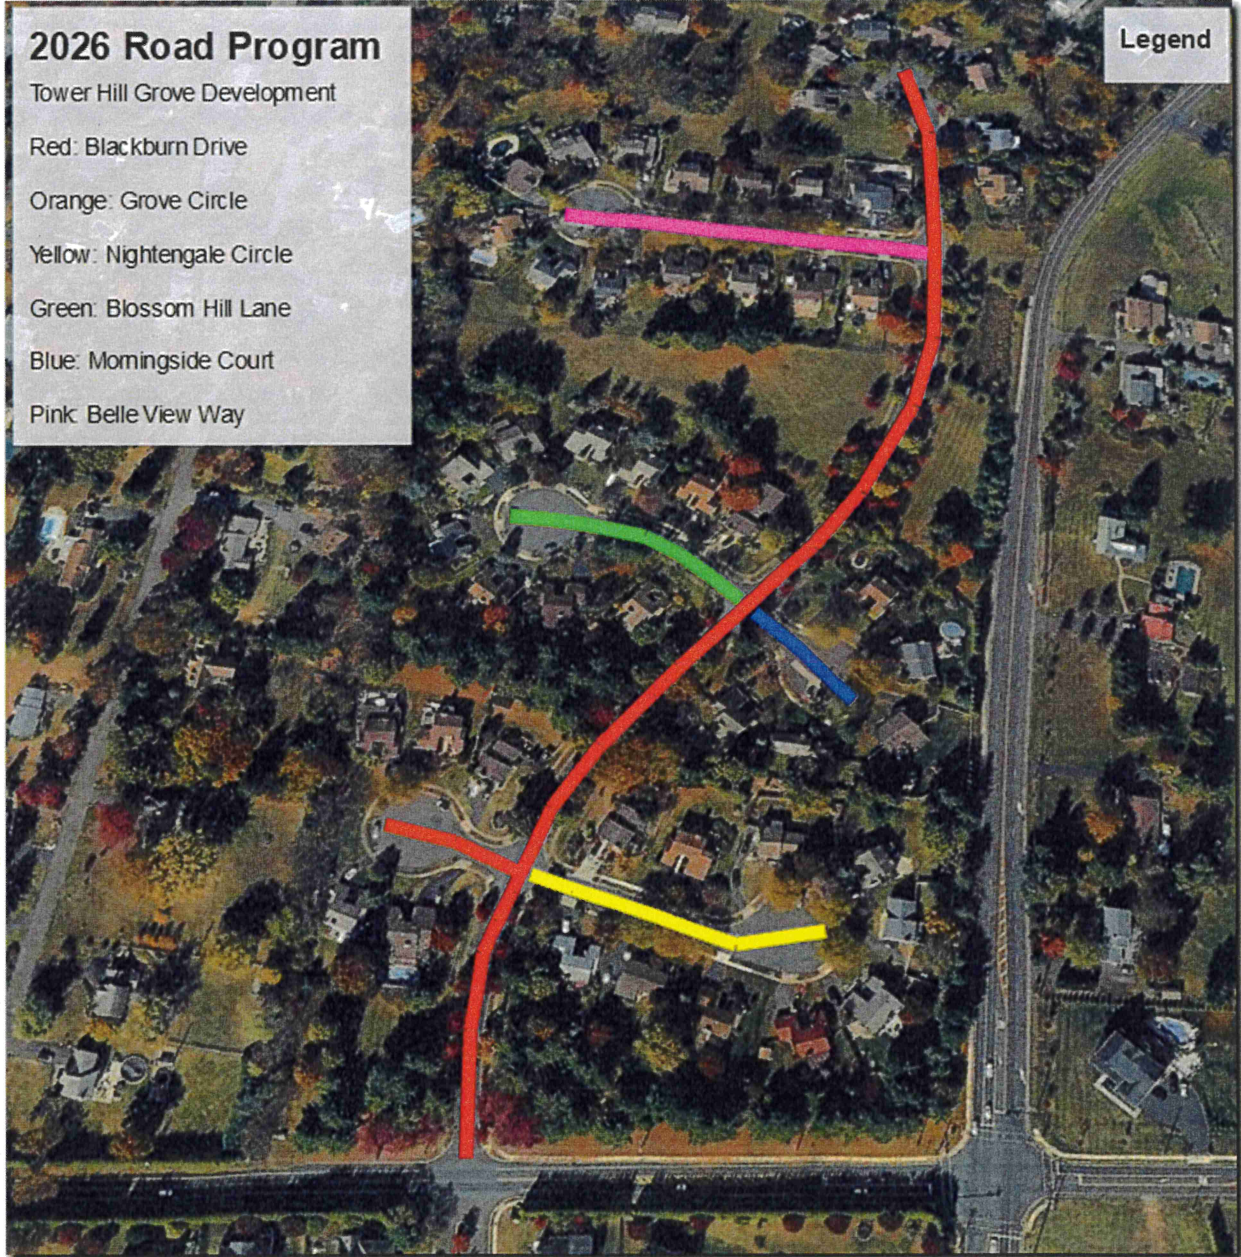 2026 Road Program
Tower Hill Grove Development
Red: Blackburn Drive
Orange: Grove Circle
Yellow: Nightengale Circle
Green: Blossom Hill Lane
Blue: Morningside Court
Pink: Belle View Way
Legend